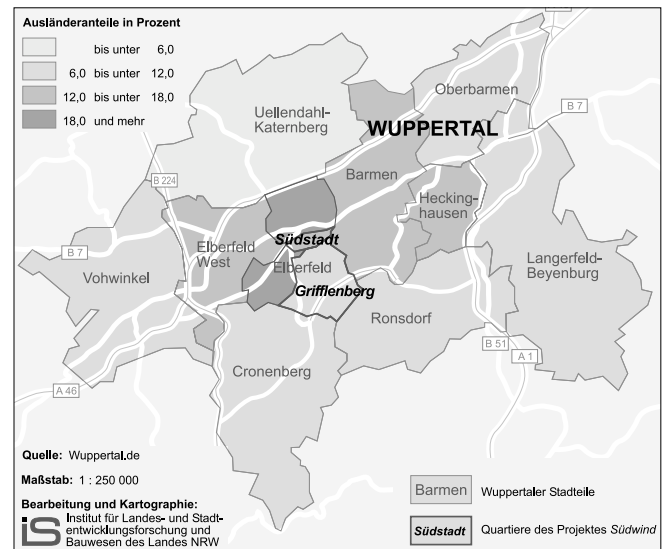 Ausländeranteile in Prozent
bis unter 6,0
6,0 bis unter 12,0
12,0 bis unter 18,0
18,0 und mehr
Oberbarmen
Uellendahl-
Katernberg
B 7
WUPPERTAL
B 224
Barmen
Hecking-
hausen
Südstadt
B 7
Elberfeld
West
Elberfeld
Langerfeld-
Beyenburg
Vohwinkel
Grifflenberg
Ronsdorf
B 51
A 1
Cronenberg
A 46
Quelle: Wuppertal.de
Maßstab: 1 : 250 000
Bearbeitung und Kartographie:
ilS Institut für Landes- und Stadt-
entwicklungsforschung und
Bauwesen des Landes NRW
Barmen Wuppertaler Stadteile
Südstadt Quartiere des Projektes Südwind